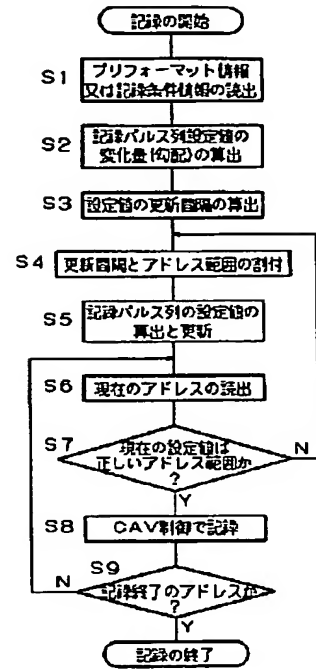 記録の開始
S1
プリフォーマット情報
又は記録条件情報の読出
S2
記録パルス列設定値の
変化量(勾配)の算出
S3
設定値の更新間隔の算出
S4
更新間隔とアドレス範囲の割付
S5
記録パルス列の設定値の
算出と更新
S6
現在のアドレスの読出
S7
現在の設定値は
正しいアドレス範囲か
?
N
Y
S8
CAV制御で記録
S9
N
記録終了のアドレスか
?
Y
記録の終了